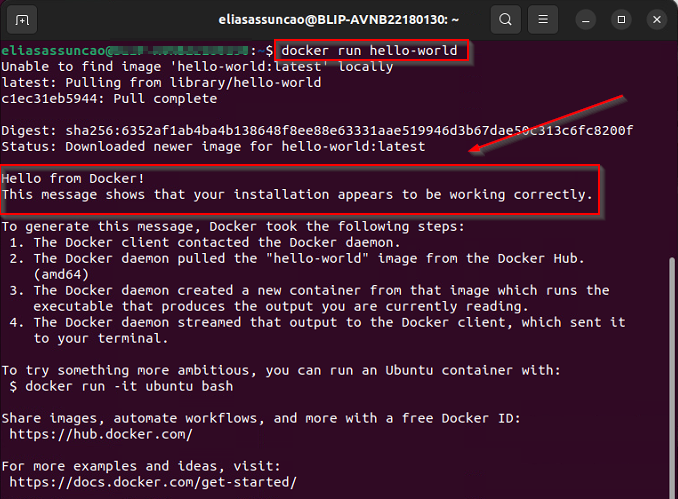 eliasassuncao@BLIP-AVNB22180130: ~
eliasassuncao@ :~$ docker run hello-world
Unable to find image 'hello-world:latest' locally
latest: Pulling from library/hello-world
c1ec31eb5944: Pull complete
Digest: sha256:6352af1ab4ba4b138648f8ee88e63331aae519946d3b67dae50c313c6fc8200f
Status: Downloaded newer image for hello-world:latest
Hello from Docker!
This message shows that your installation appears to be working correctly.
To generate this message, Docker took the following steps:
1. The Docker client contacted the Docker daemon.
2. The Docker daemon pulled the "hello-world" image from the Docker Hub.
(amd64)
3. The Docker daemon created a new container from that image which runs the
executable that produces the output you are currently reading.
4. The Docker daemon streamed that output to the Docker client, which sent it
to your terminal.
To try something more ambitious, you can run an Ubuntu container with:
$ docker run -it ubuntu bash
Share images, automate workflows, and more with a free Docker ID:
https://hub.docker.com/
For more examples and ideas, visit:
https://docs.docker.com/get-started/